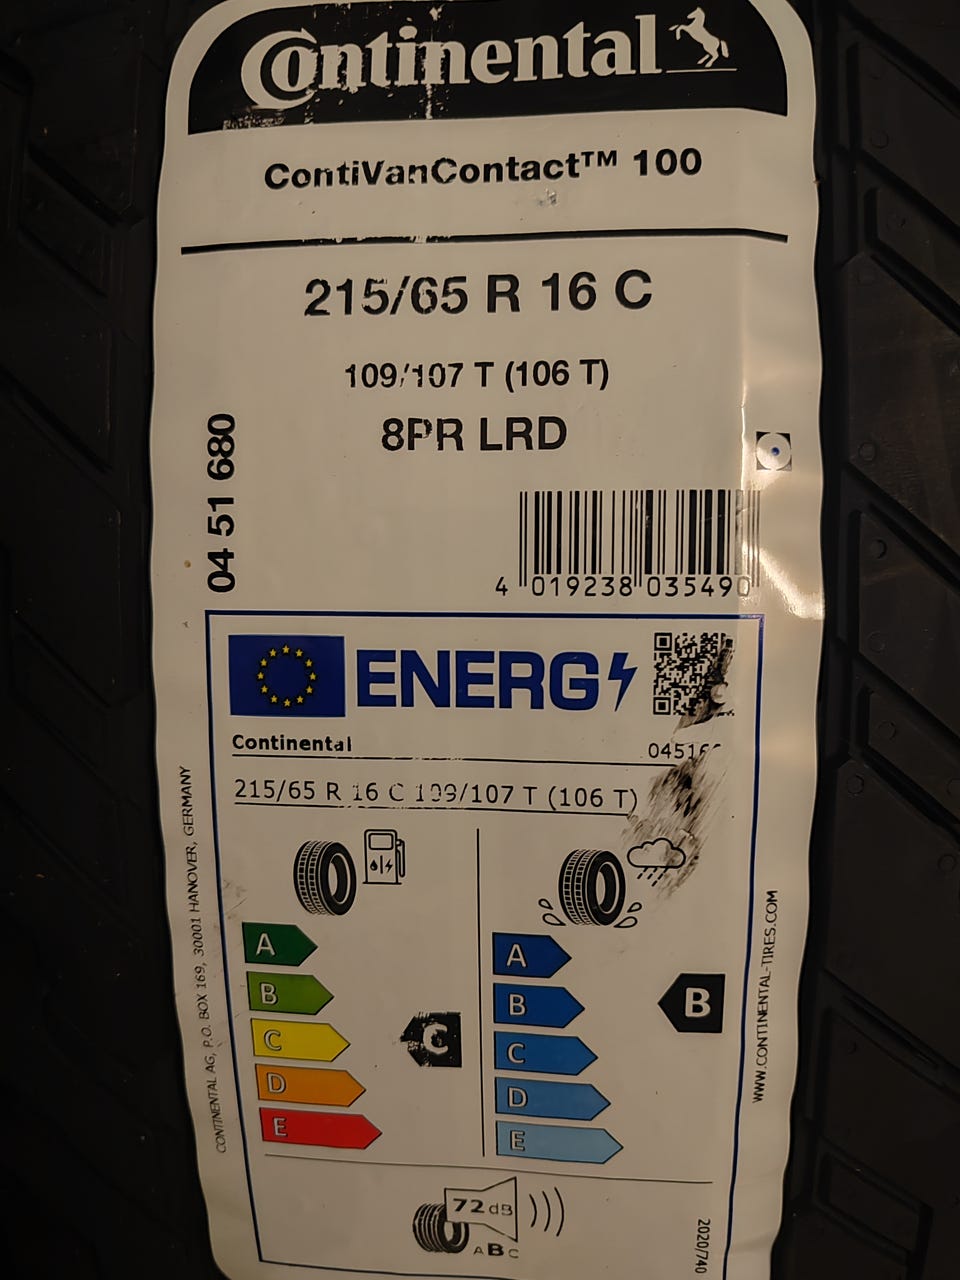 Continental
ContiVanContact™ 100
215/65 R 16 C
109/107 T (106 T)
8PR LRD
04 51 680
4 019238 035490
ENERG
Continental
215/65 R 16 C 109/107 T (106 T)
A
B
C
D
E
C
A
B
C
D
E
B
72 dB
ABC
2020/740
CONTINENTAL AG, P.O. BOX 169, 30001 HANOVER, GERMANY
WWW.CONTINENTAL-TIRES.COM